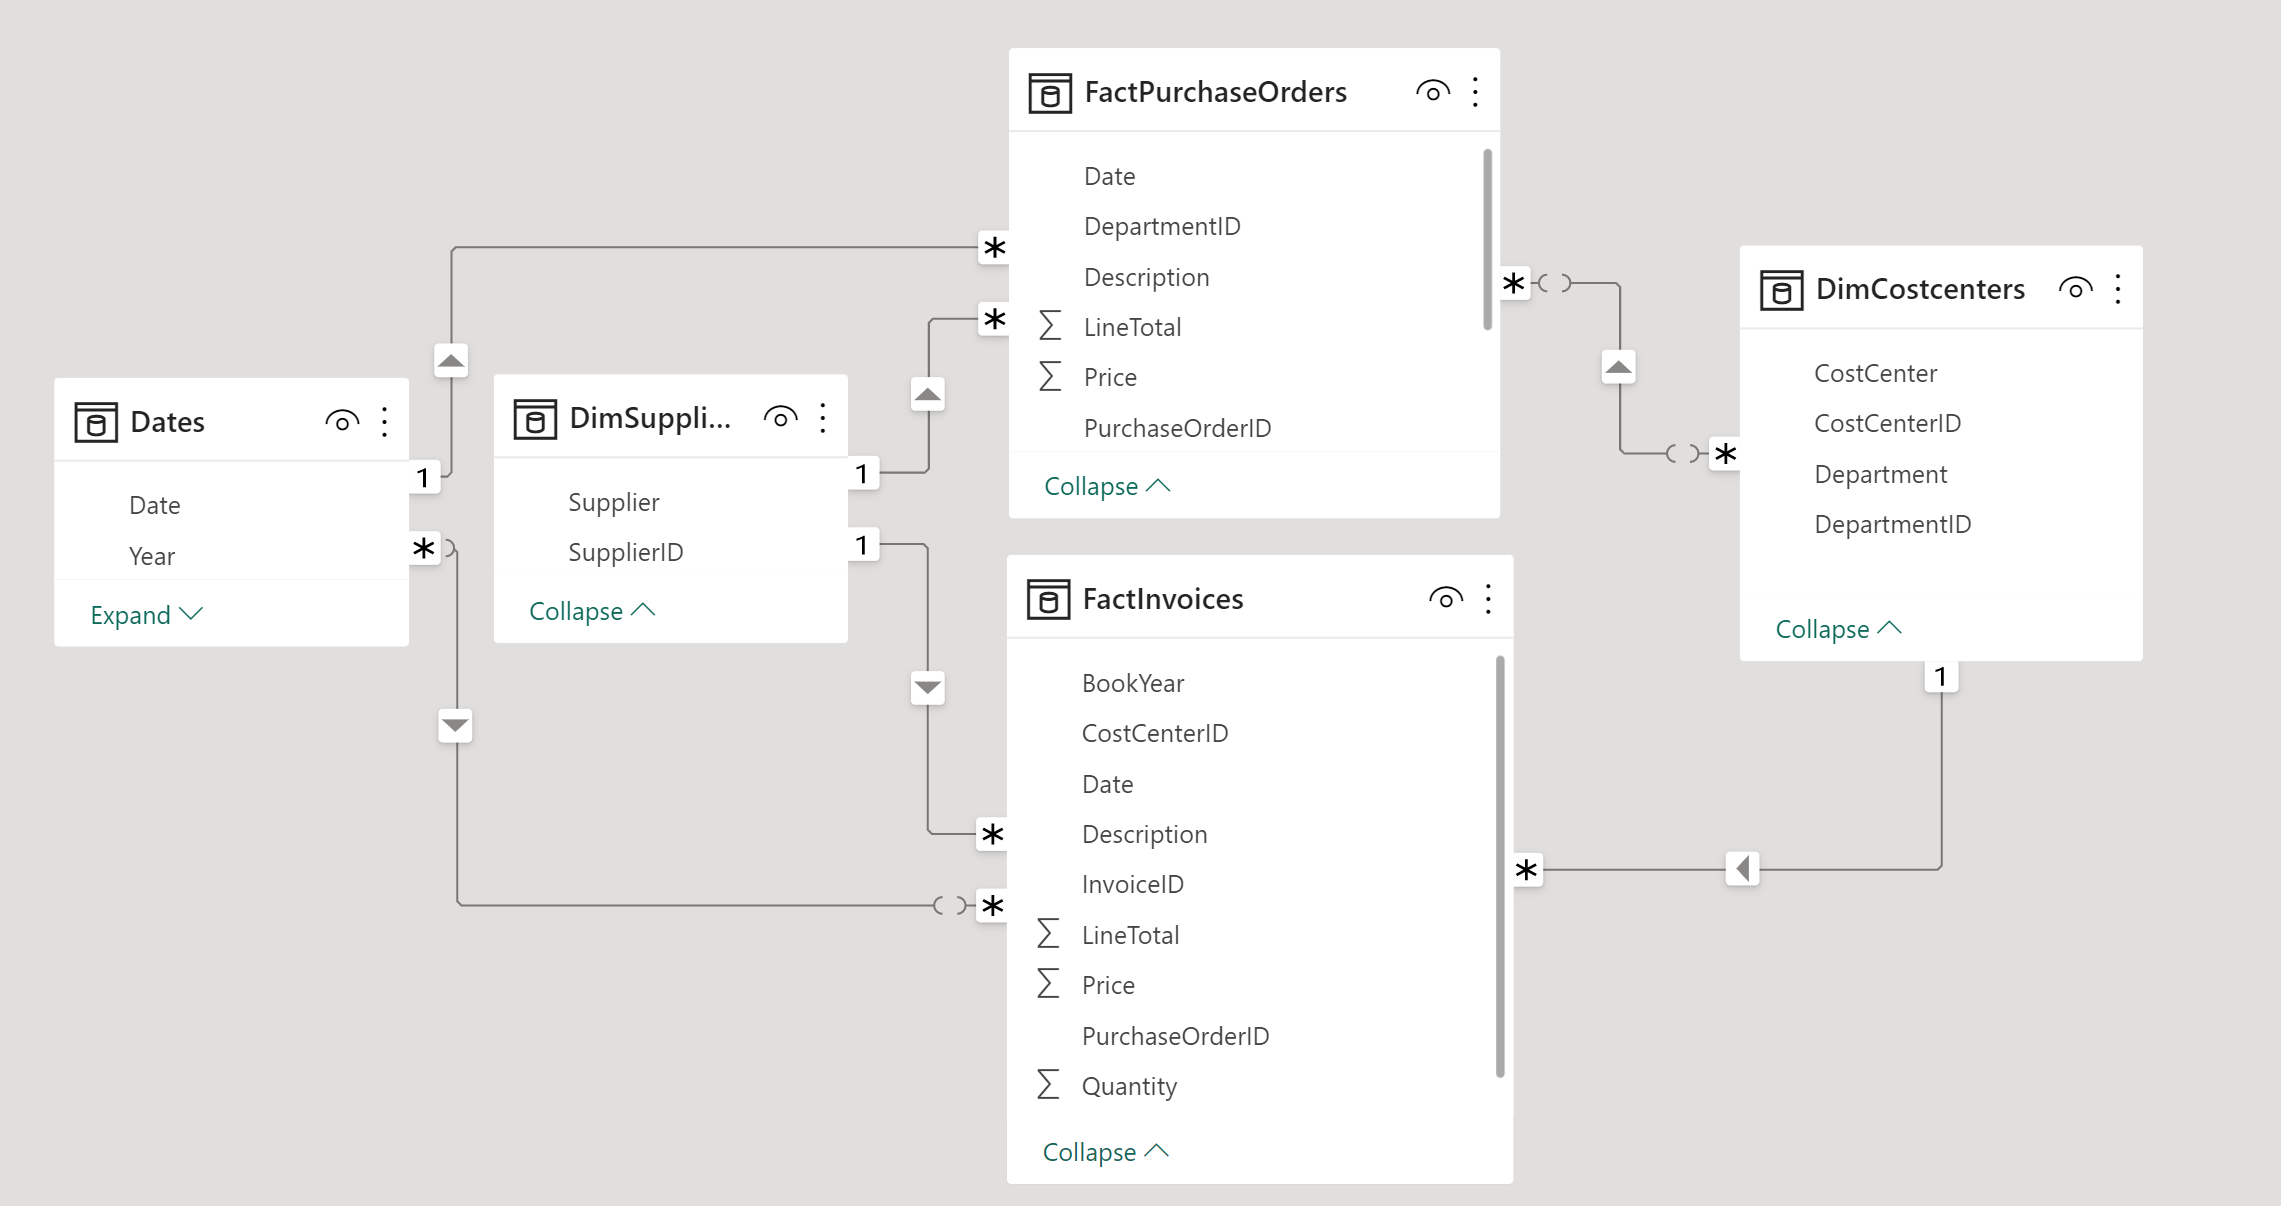 FactPurchaseOrders
Date
DepartmentID
Description
LineTotal
Price
PurchaseOrderID
Collapse
DimCostcenters
CostCenter
CostCenterID
Department
DepartmentID
Collapse
Dates
Date
Year
Expand
DimSuppli...
Supplier
SupplierID
Collapse
FactInvoices
BookYear
CostCenterID
Date
Description
InvoiceID
LineTotal
Price
PurchaseOrderID
Quantity
Collapse
1
*
1
1
*
*
*
*
*
*
*
1